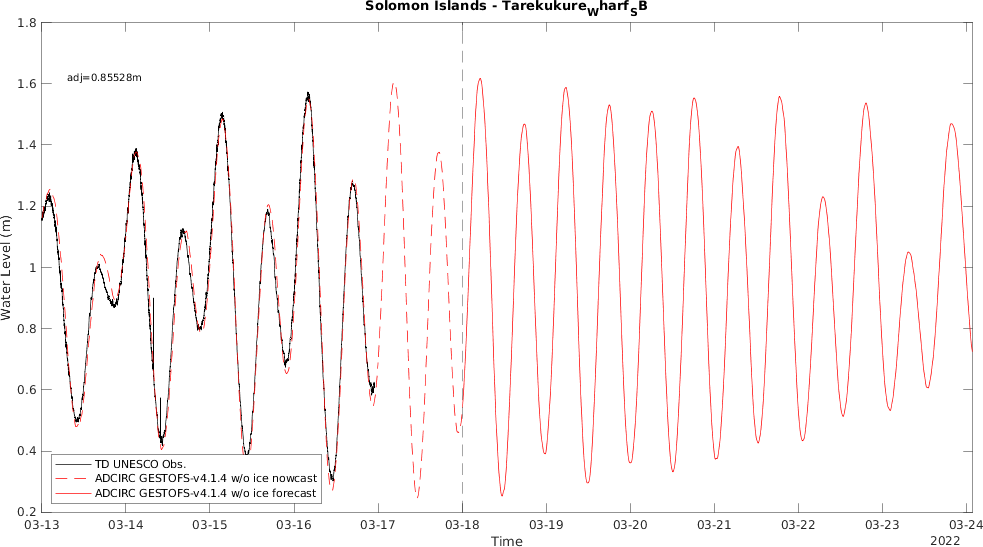 Solomon Islands - Tarekukure_Wharf_SB
1.8
1.6
1.4
1.2
1
0.8
0.6
0.4
0.2
Water Level (m)
adj=0.85528m
TD UNESCO Obs.
ADCIRC GESTOFS-v4.1.4 w/o ice nowcast
ADCIRC GESTOFS-v4.1.4 w/o ice forecast
03-13 03-14 03-15 03-16 03-17 03-18 03-19 03-20 03-21 03-22 03-23 03-24
Time
2022